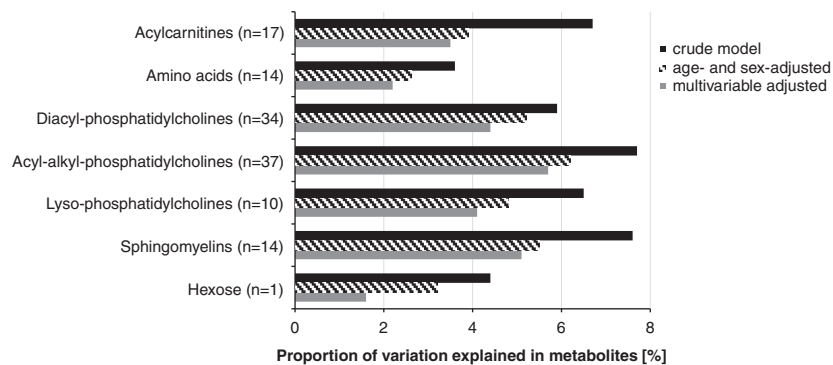 Acylcarnitines (n=17)
Amino acids (n=14)
Diacyl-phosphatidylcholines (n=34)
Acyl-alkyl-phosphatidylcholines (n=37)
Lyso-phosphatidylcholines (n=10)
Sphingomyelins (n=14)
Hexose (n=1)
crude model
age- and sex-adjusted
multivariable adjusted
0 2 4 6 8
Proportion of variation explained in metabolites [%]